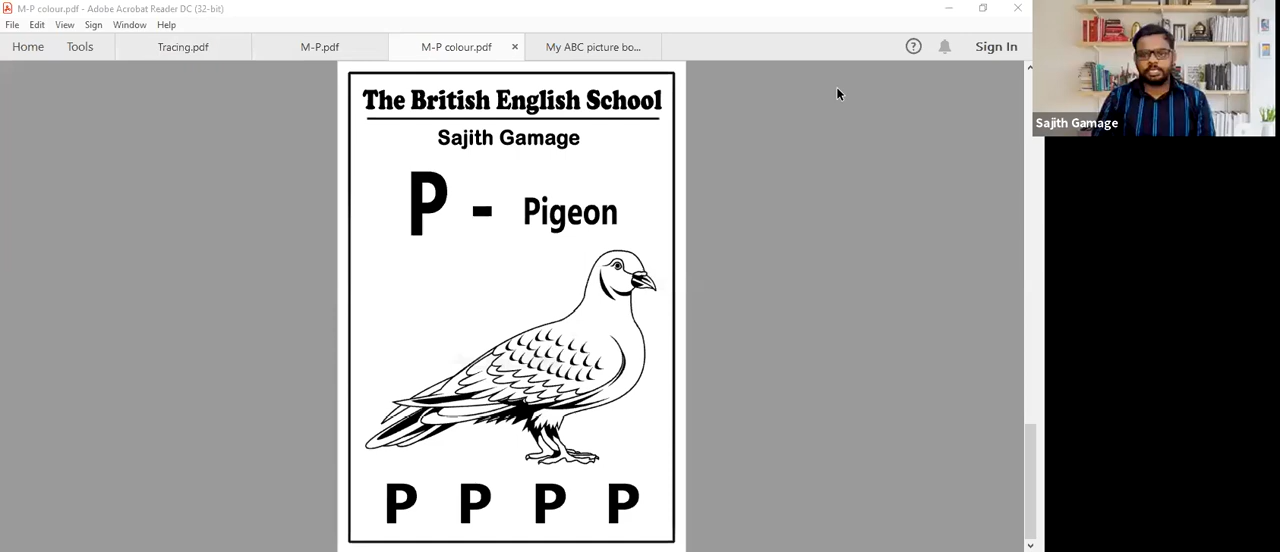 M-P colour.pdf - Adobe Acrobat Reader DC (32-bit)
File Edit View Sign Window Help
Home Tools Tracing.pdf M-P.pdf M-P colour.pdf × My ABC picture bo... ? Sign In
Sajith Gamage
The British English School
Sajith Gamage
P - Pigeon
P P P P